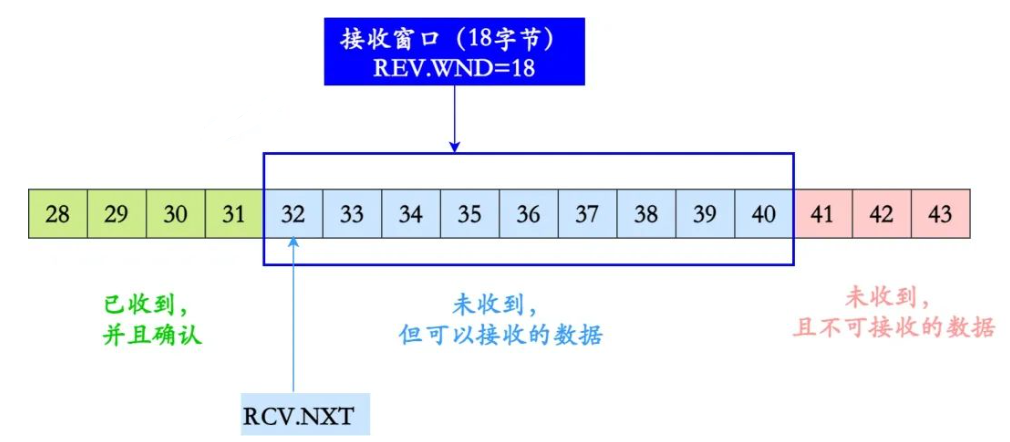 接收窗口（18字节）
REV.WND=18
28 29 30 31 32 33 34 35 36 37 38 39 40 41 42 43
已收到，
并且确认
未收到，
但可以接收的数据
未收到，
且不可接收的数据
RCV.NXT